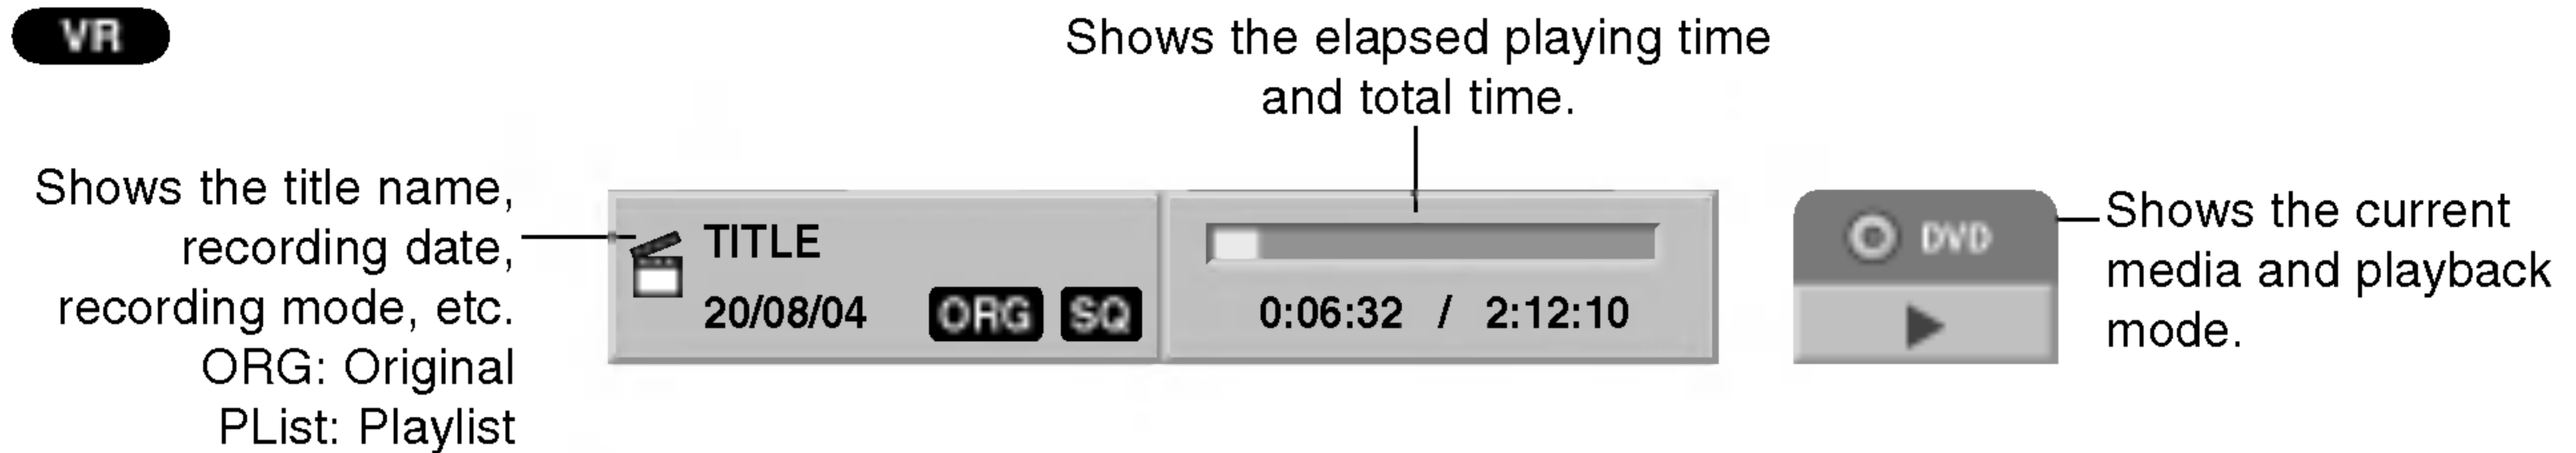 VR
Shows the elapsed playing time
and total time.
Shows the title name,
recording date,
recording mode, etc.
ORG: Original
PList: Playlist
TITLE
20/08/04 ORG SQ
0:06:32 / 2:12:10
DVD
Shows the current
media and playback
mode.